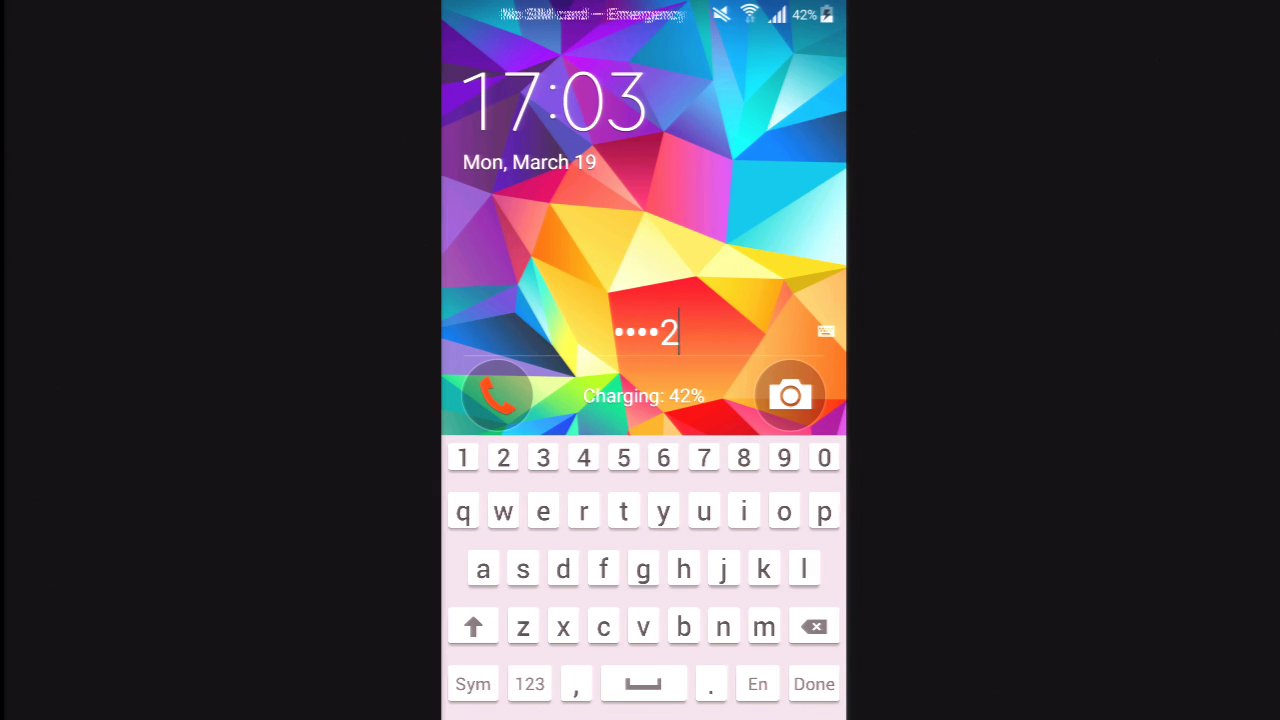 No SIM card – Emergency 42%
17:03
Mon, March 19
••••2
Charging: 42%
1 2 3 4 5 6 7 8 9 0
q w e r t y u i o p
a s d f g h j k l
z x c v b n m
Sym 123 , . En Done